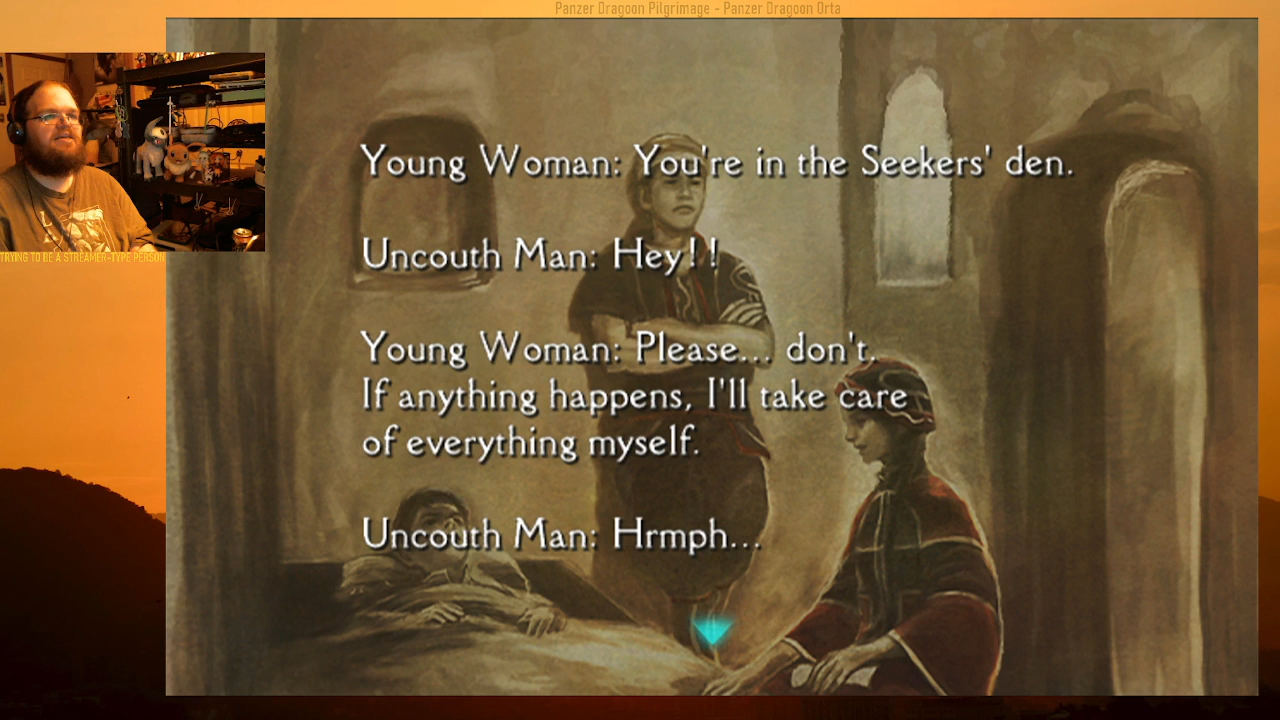 Panzer Dragoon Pilgrimage - Panzer Dragoon Orta
Young Woman: You're in the Seekers' den.
Uncouth Man: Hey!!
Young Woman: Please... don't.
If anything happens, I'll take care
of everything myself.
Uncouth Man: Hrmph...
TRYING TO BE A STREAMER-TYPE PERSON